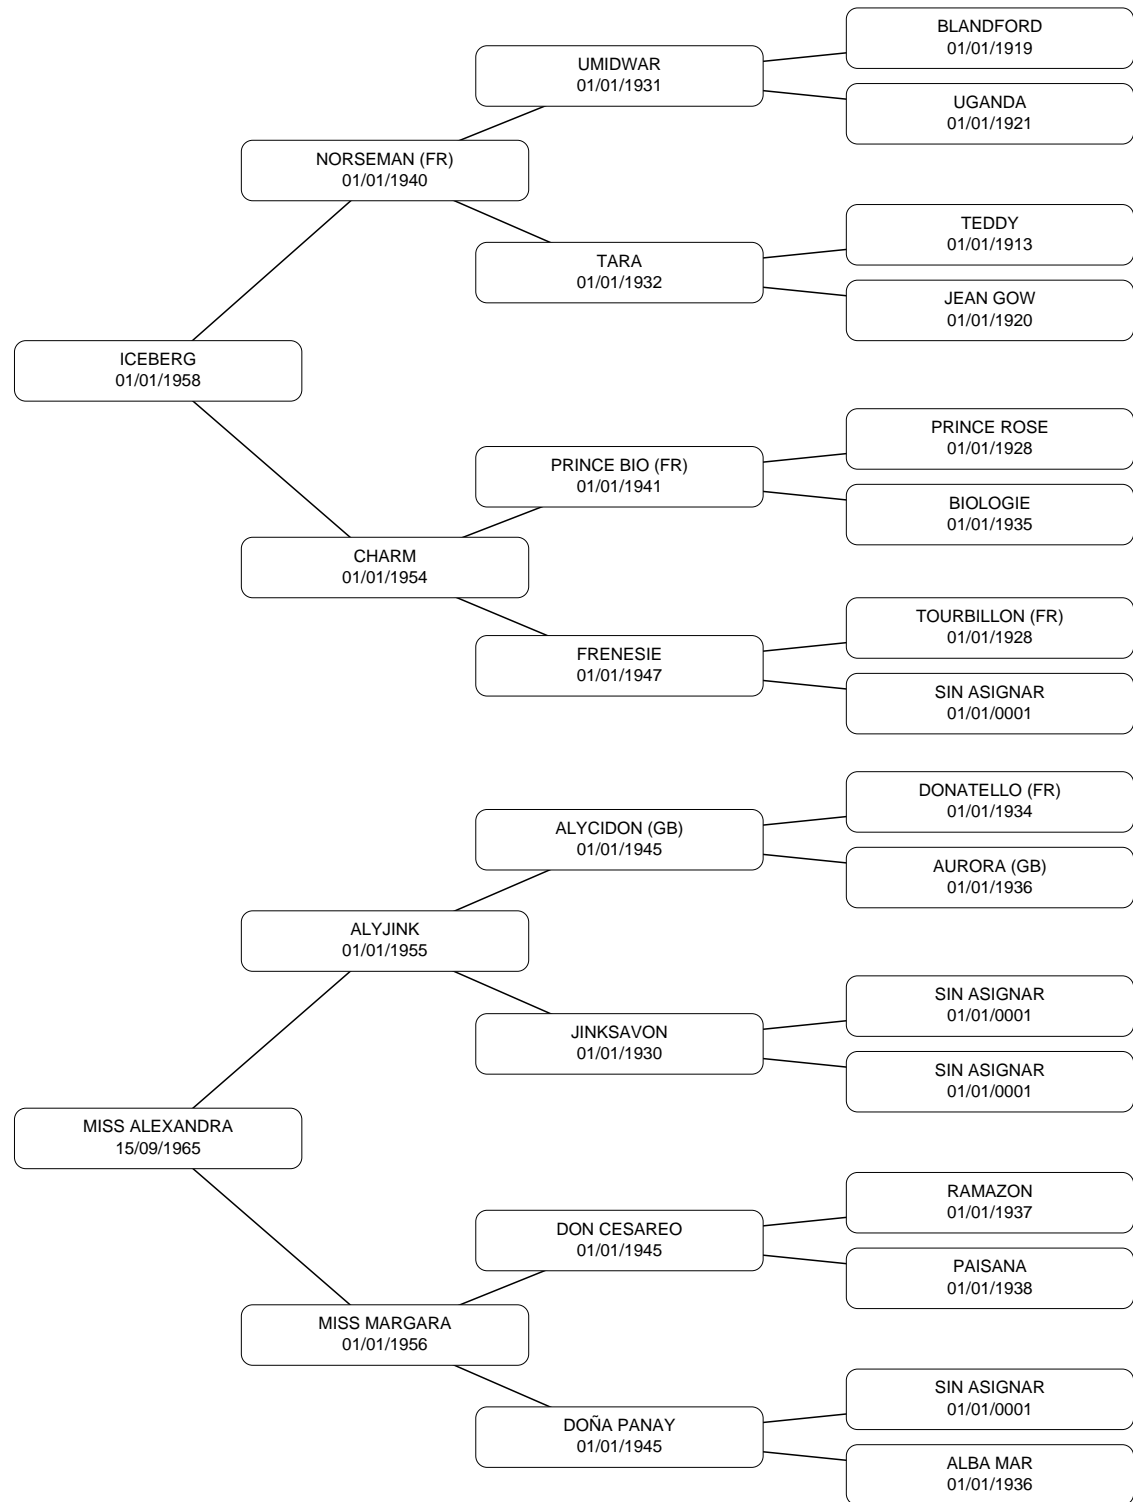 BLANDFORD
01/01/1919
UMIDWAR
01/01/1931
UGANDA
01/01/1921
NORSEMAN (FR)
01/01/1940
TEDDY
01/01/1913
TARA
01/01/1932
JEAN GOW
01/01/1920
ICEBERG
01/01/1958
PRINCE ROSE
01/01/1928
PRINCE BIO (FR)
01/01/1941
BIOLOGIE
01/01/1935
CHARM
01/01/1954
TOURBILLON (FR)
01/01/1928
FRENESIE
01/01/1947
SIN ASIGNAR
01/01/0001
DONATELLO (FR)
01/01/1934
ALYCIDON (GB)
01/01/1945
AURORA (GB)
01/01/1936
ALYJINK
01/01/1955
SIN ASIGNAR
01/01/0001
JINKSAVON
01/01/1930
SIN ASIGNAR
01/01/0001
MISS ALEXANDRA
15/09/1965
RAMAZON
01/01/1937
DON CESAREO
01/01/1945
PAISANA
01/01/1938
MISS MARGARA
01/01/1956
SIN ASIGNAR
01/01/0001
DOÑA PANAY
01/01/1945
ALBA MAR
01/01/1936